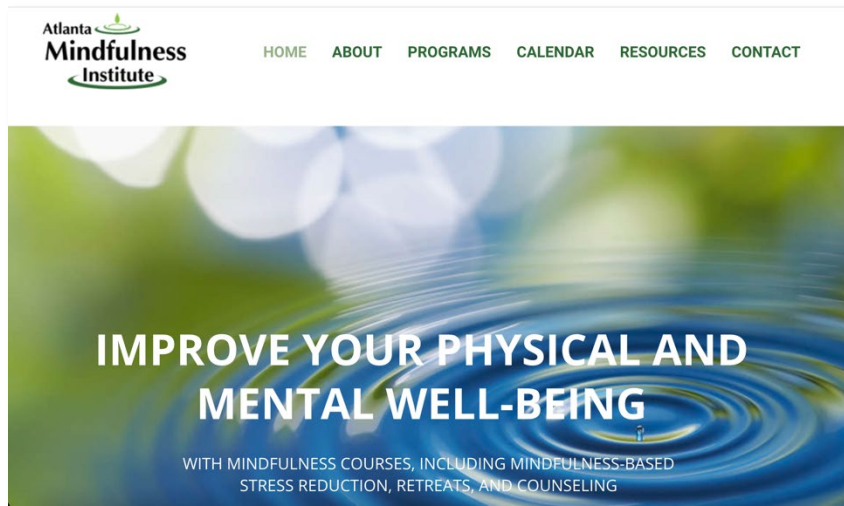 Atlanta
Mindfulness
Institute
HOME ABOUT PROGRAMS CALENDAR RESOURCES CONTACT
IMPROVE YOUR PHYSICAL AND
MENTAL WELL-BEING
WITH MINDFULNESS COURSES, INCLUDING MINDFULNESS-BASED
STRESS REDUCTION, RETREATS, AND COUNSELING